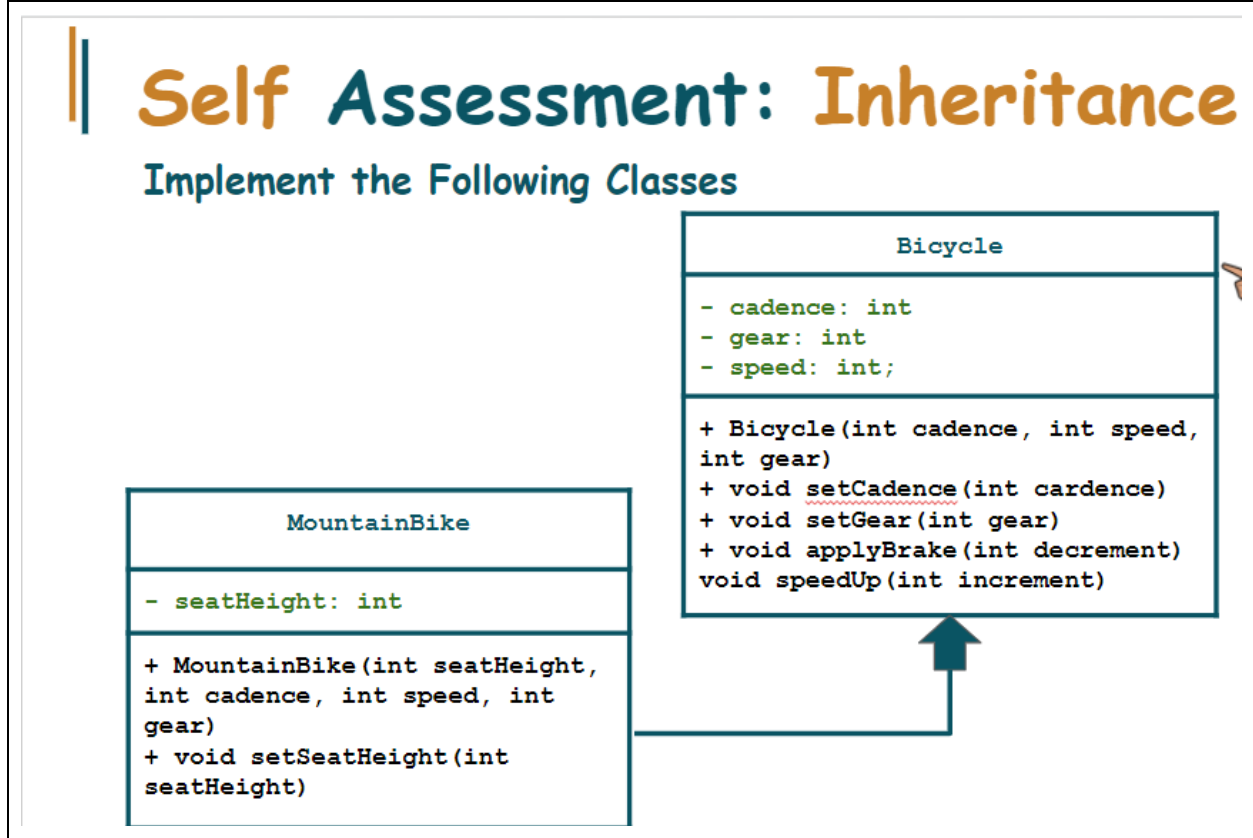 Self Assessment: Inheritance
Implement the Following Classes
Bicycle
- cadence: int
- gear: int
- speed: int;
+ Bicycle(int cadence, int speed,
int gear)
+ void setCadence(int cardence)
+ void setGear(int gear)
+ void applyBrake(int decrement)
void speedUp(int increment)
MountainBike
- seatHeight: int
+ MountainBike(int seatHeight,
int cadence, int speed, int
gear)
+ void setSeatHeight(int
seatHeight)